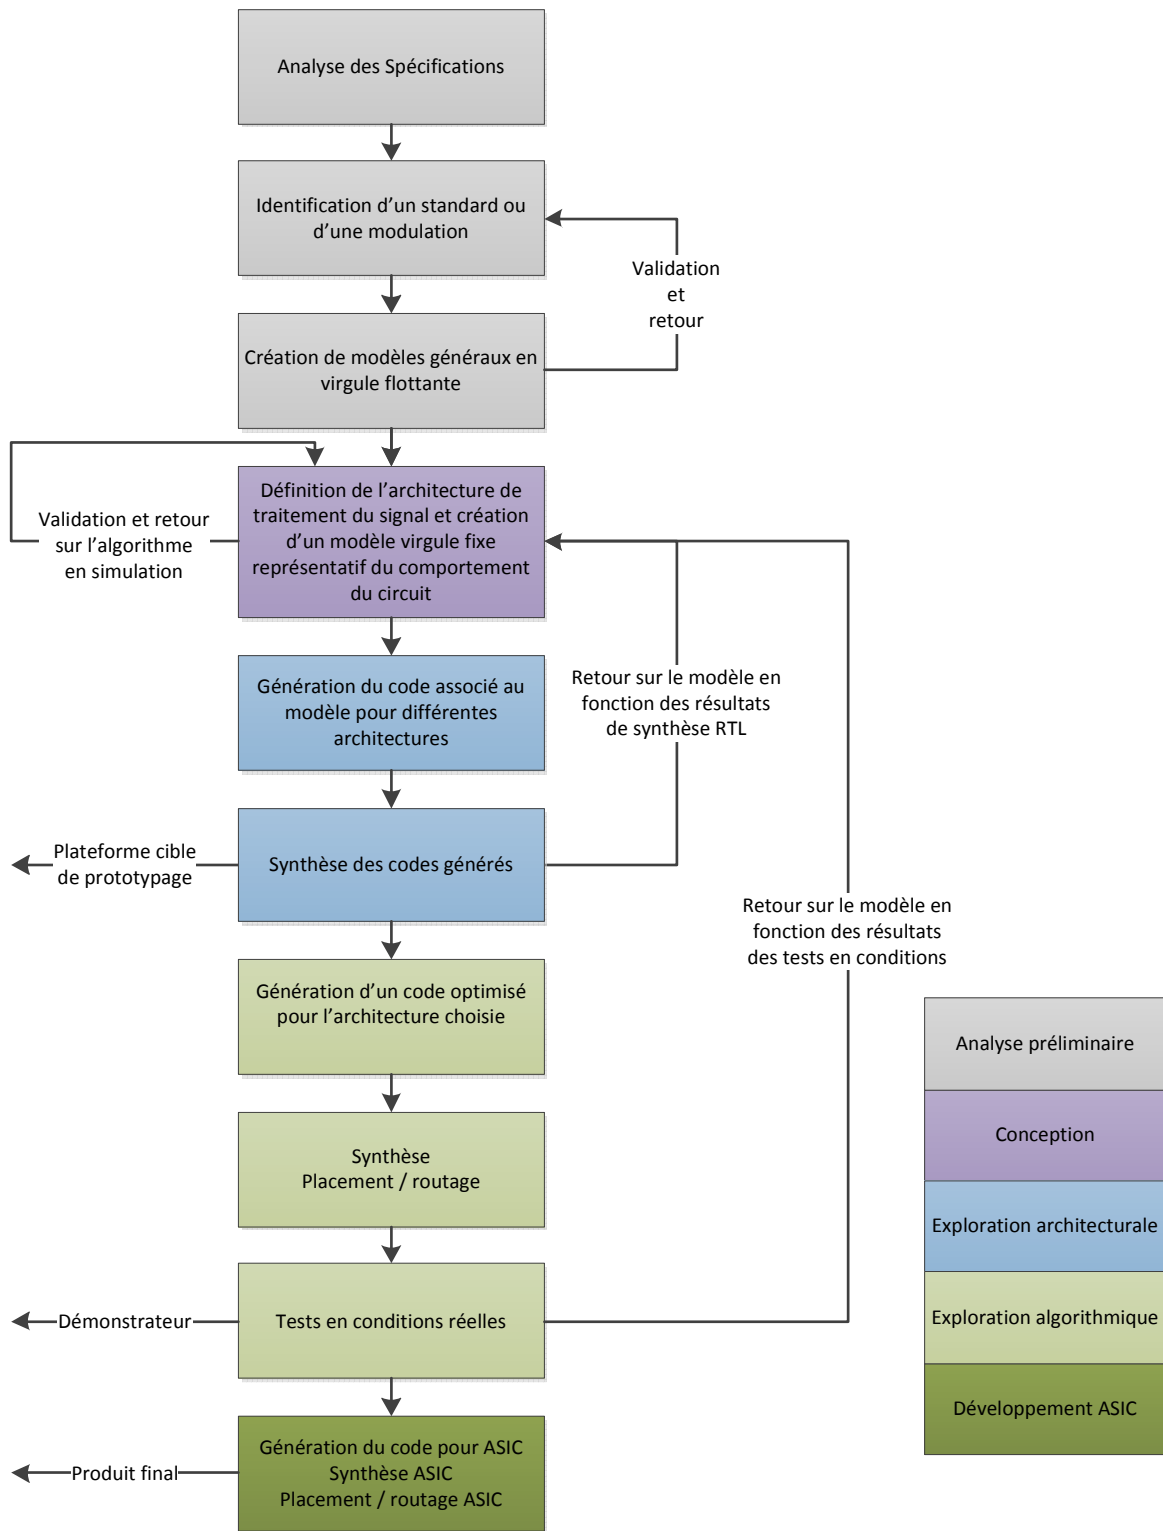 Analyse des Spécifications
Identification d'un standard ou
d'une modulation
Validation
et
retour
Création de modèles généraux en
virgule flottante
Définition de l'architecture de
traitement du signal et création
d'un modèle virgule fixe
représentatif du comportement
du circuit
Validation et retour
sur l'algorithme
en simulation
Génération du code associé au
modèle pour différentes
architectures
Retour sur le modèle en
fonction des résultats
de synthèse RTL
Plateforme cible
de prototypage
Synthèse des codes générés
Retour sur le modèle en
fonction des résultats
des tests en conditions
Génération d'un code optimisé
pour l'architecture choisie
Synthèse
Placement / routage
Démonstrateur
Tests en conditions réelles
Produit final
Génération du code pour ASIC
Synthèse ASIC
Placement / routage ASIC
Analyse préliminaire
Conception
Exploration architecturale
Exploration algorithmique
Développement ASIC